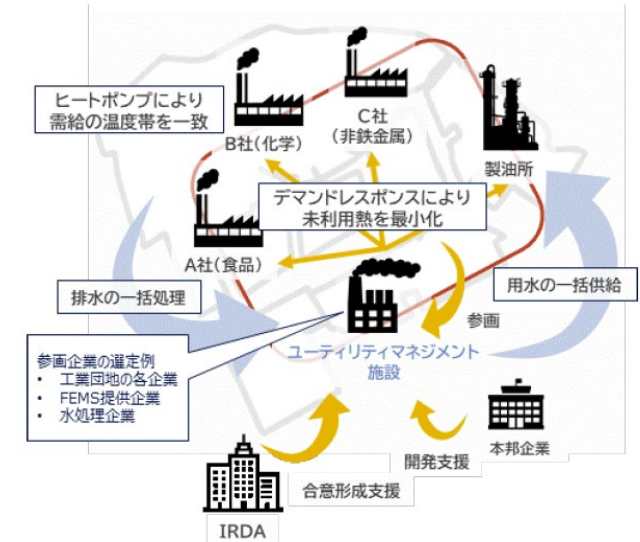 ヒートポンプにより
需給の温度帯を一致
B社(化学)
C社
(非鉄金属)
製油所
デマンドレスポンスにより
未利用熱を最小化
A社(食品)
排水の一括処理
用水の一括供給
参画
ユーティリティマネジメント
施設
参画企業の選定例
• 工業団地の各企業
• FEMS提供企業
• 水処理企業
本邦企業
開発支援
合意形成支援
IRDA